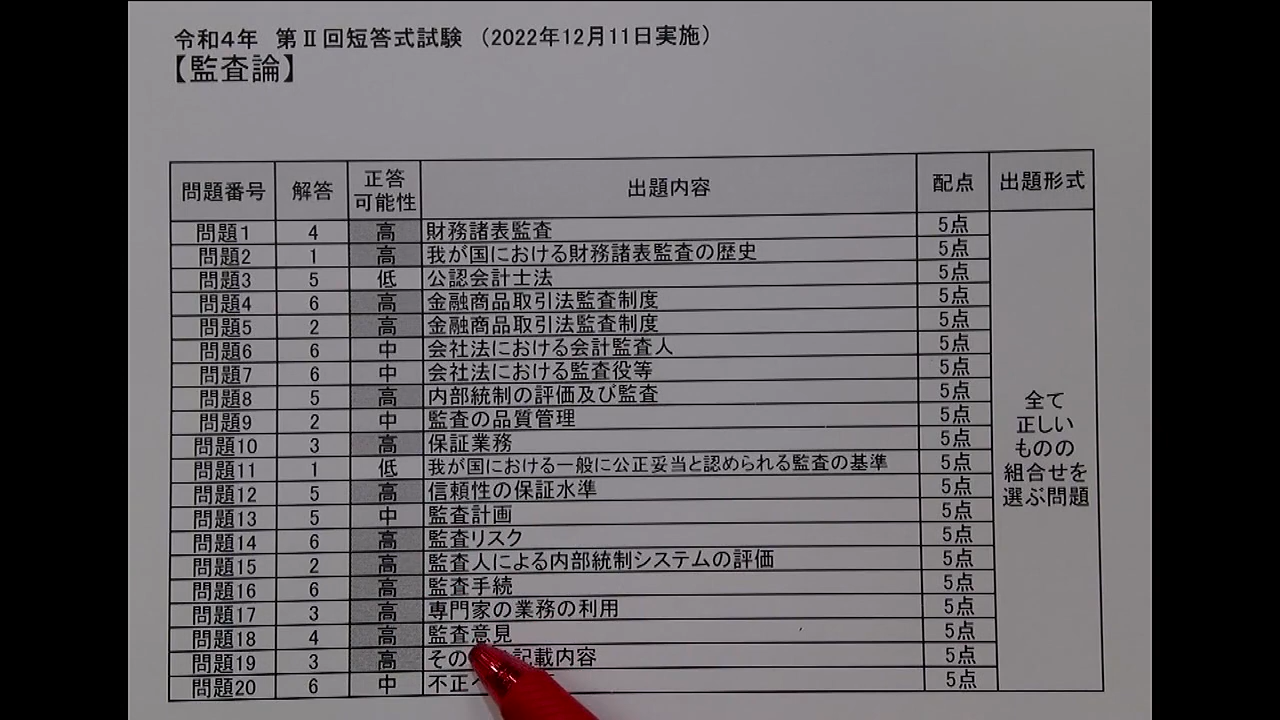 令和4年 第Ⅱ回短答式試験 （2022年12月11日実施）
【監査論】
問題番号 解答 正答可能性 出題内容 配点 出題形式
問題1 4 高 財務諸表監査 5点
問題2 1 高 我が国における財務諸表監査の歴史 5点
問題3 5 低 公認会計士法 5点
問題4 6 高 金融商品取引法監査制度 5点
問題5 2 高 金融商品取引法監査制度 5点
問題6 6 中 会社法における会計監査人 5点
問題7 6 中 会社法における監査役等 5点
問題8 5 高 内部統制の評価及び監査 5点
問題9 2 中 監査の品質管理 5点
問題10 3 高 保証業務 5点
問題11 1 低 我が国における一般に公正妥当と認められる監査の基準 5点
問題12 5 高 信頼性の保証水準 5点
問題13 5 中 監査計画 5点
問題14 6 高 監査リスク 5点
問題15 2 高 監査人による内部統制システムの評価 5点
問題16 6 高 監査手続 5点
問題17 3 高 専門家の業務の利用 5点
問題18 4 高 監査意見 5点
問題19 3 高 その 記載内容 5点
問題20 6 中 不正 5点
全て
正しい
ものの
組合せを
選ぶ問題